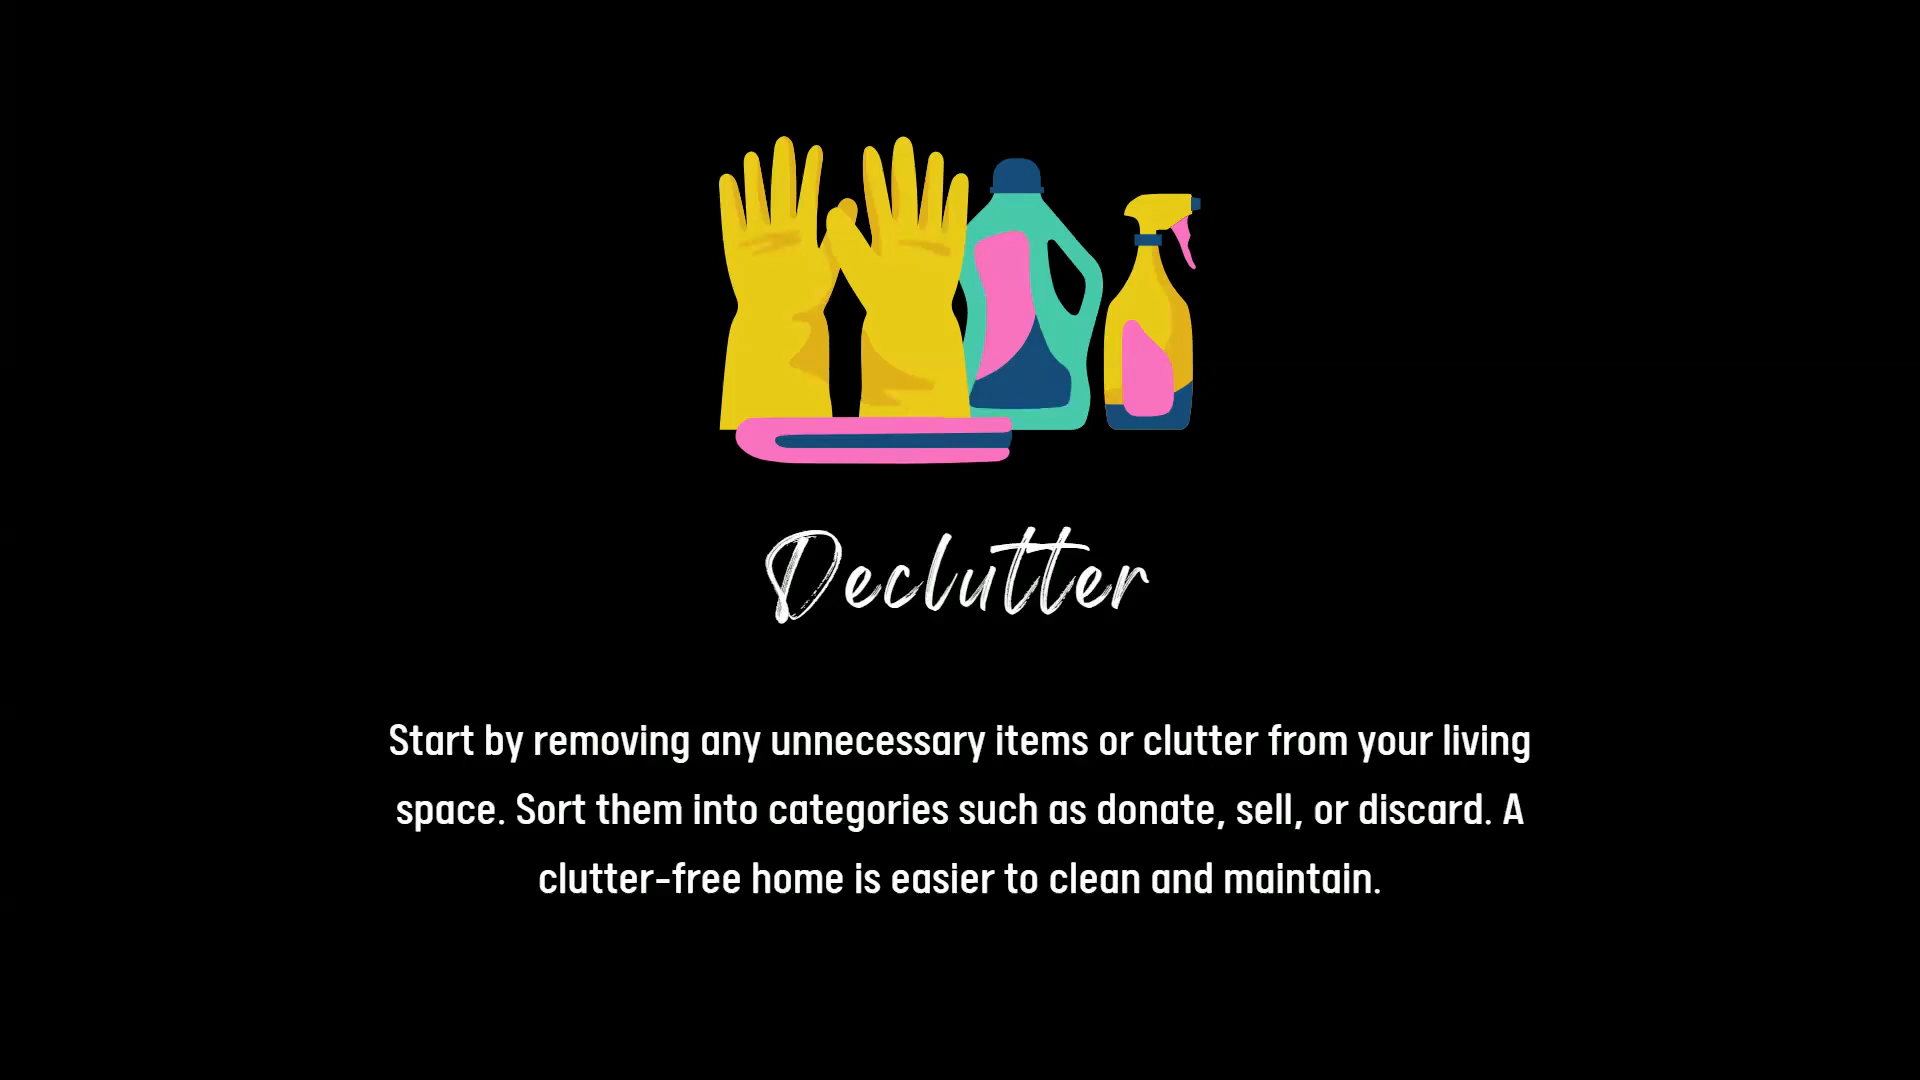 Declutter
Start by removing any unnecessary items or clutter from your living
space. Sort them into categories such as donate, sell, or discard. A
clutter-free home is easier to clean and maintain.